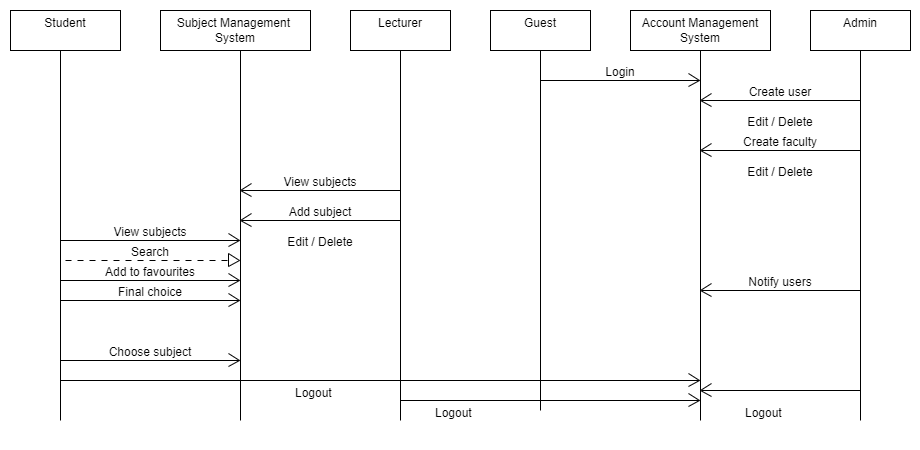 Student
Subject Management
System
Lecturer
Guest
Account Management
System
Admin
Login
Create user
Edit / Delete
Create faculty
Edit / Delete
View subjects
Add subject
View subjects
Edit / Delete
Search
Add to favourites
Final choice
Notify users
Choose subject
Logout
Logout
Logout